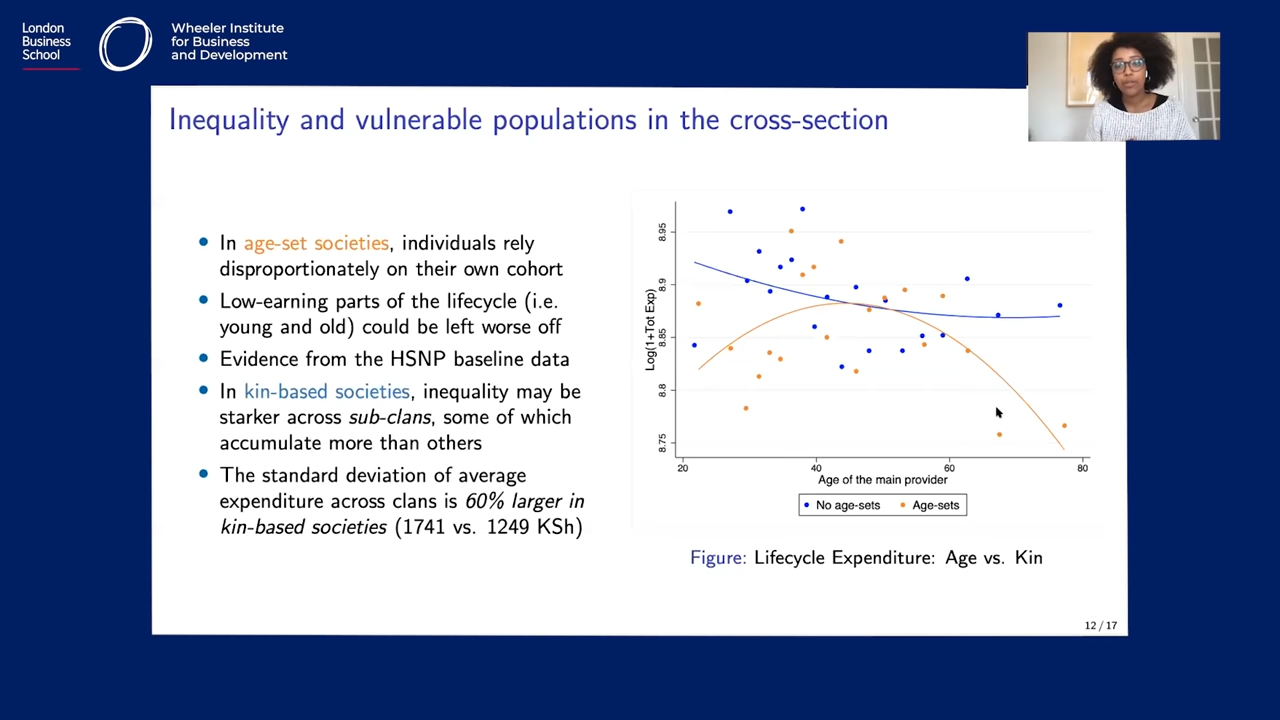 London
Business
School
Wheeler Institute
for Business
and Development
Inequality and vulnerable populations in the cross-section
In age-set societies, individuals rely
disproportionately on their own cohort
Low-earning parts of the lifecycle (i.e.
young and old) could be left worse off
Evidence from the HSNP baseline data
In kin-based societies, inequality may be
starker across sub-clans, some of which
accumulate more than others
The standard deviation of average
expenditure across clans is 60% larger in
kin-based societies (1741 vs. 1249 KSh)
Log(1+Tot Exp)
8.95
8.9
8.85
8.8
8.75
20 40 60 80
Age of the main provider
No age-sets Age-sets
Figure: Lifecycle Expenditure: Age vs. Kin
12 / 17